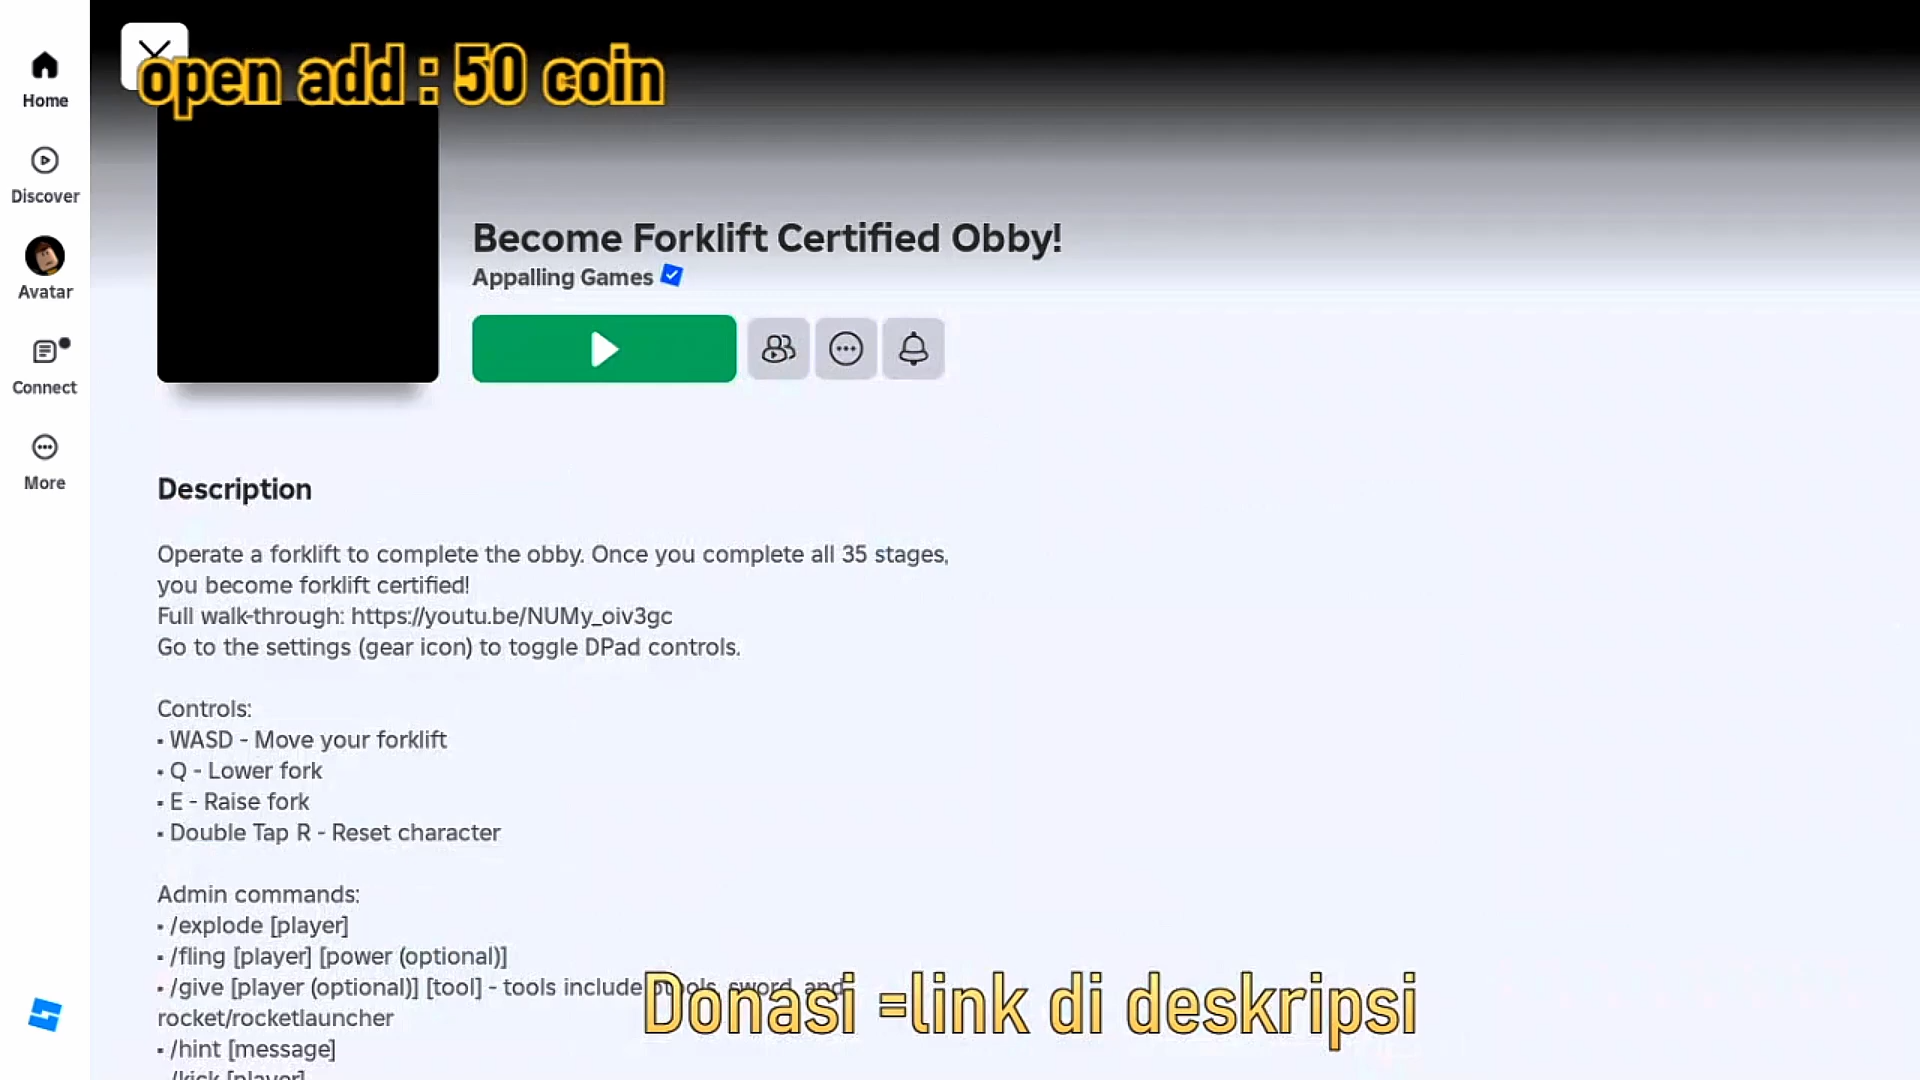 open add : 50 coin
Home
Discover
Avatar
Connect
More
Become Forklift Certified Obby!
Appalling Games
Description
Operate a forklift to complete the obby. Once you complete all 35 stages,
you become forklift certified!
Full walk-through: https://youtu.be/NUMy_oiv3gc
Go to the settings (gear icon) to toggle DPad controls.
Controls:
• WASD - Move your forklift
• Q - Lower fork
• E - Raise fork
• Double Tap R - Reset character
Admin commands:
• /explode [player]
• /fling [player] [power (optional)]
• /give [player (optional)] [tool] - tools include sword, and
rocket/rocketlauncher
• /hint [message]
• /kick [player]
Donasi =link di deskripsi